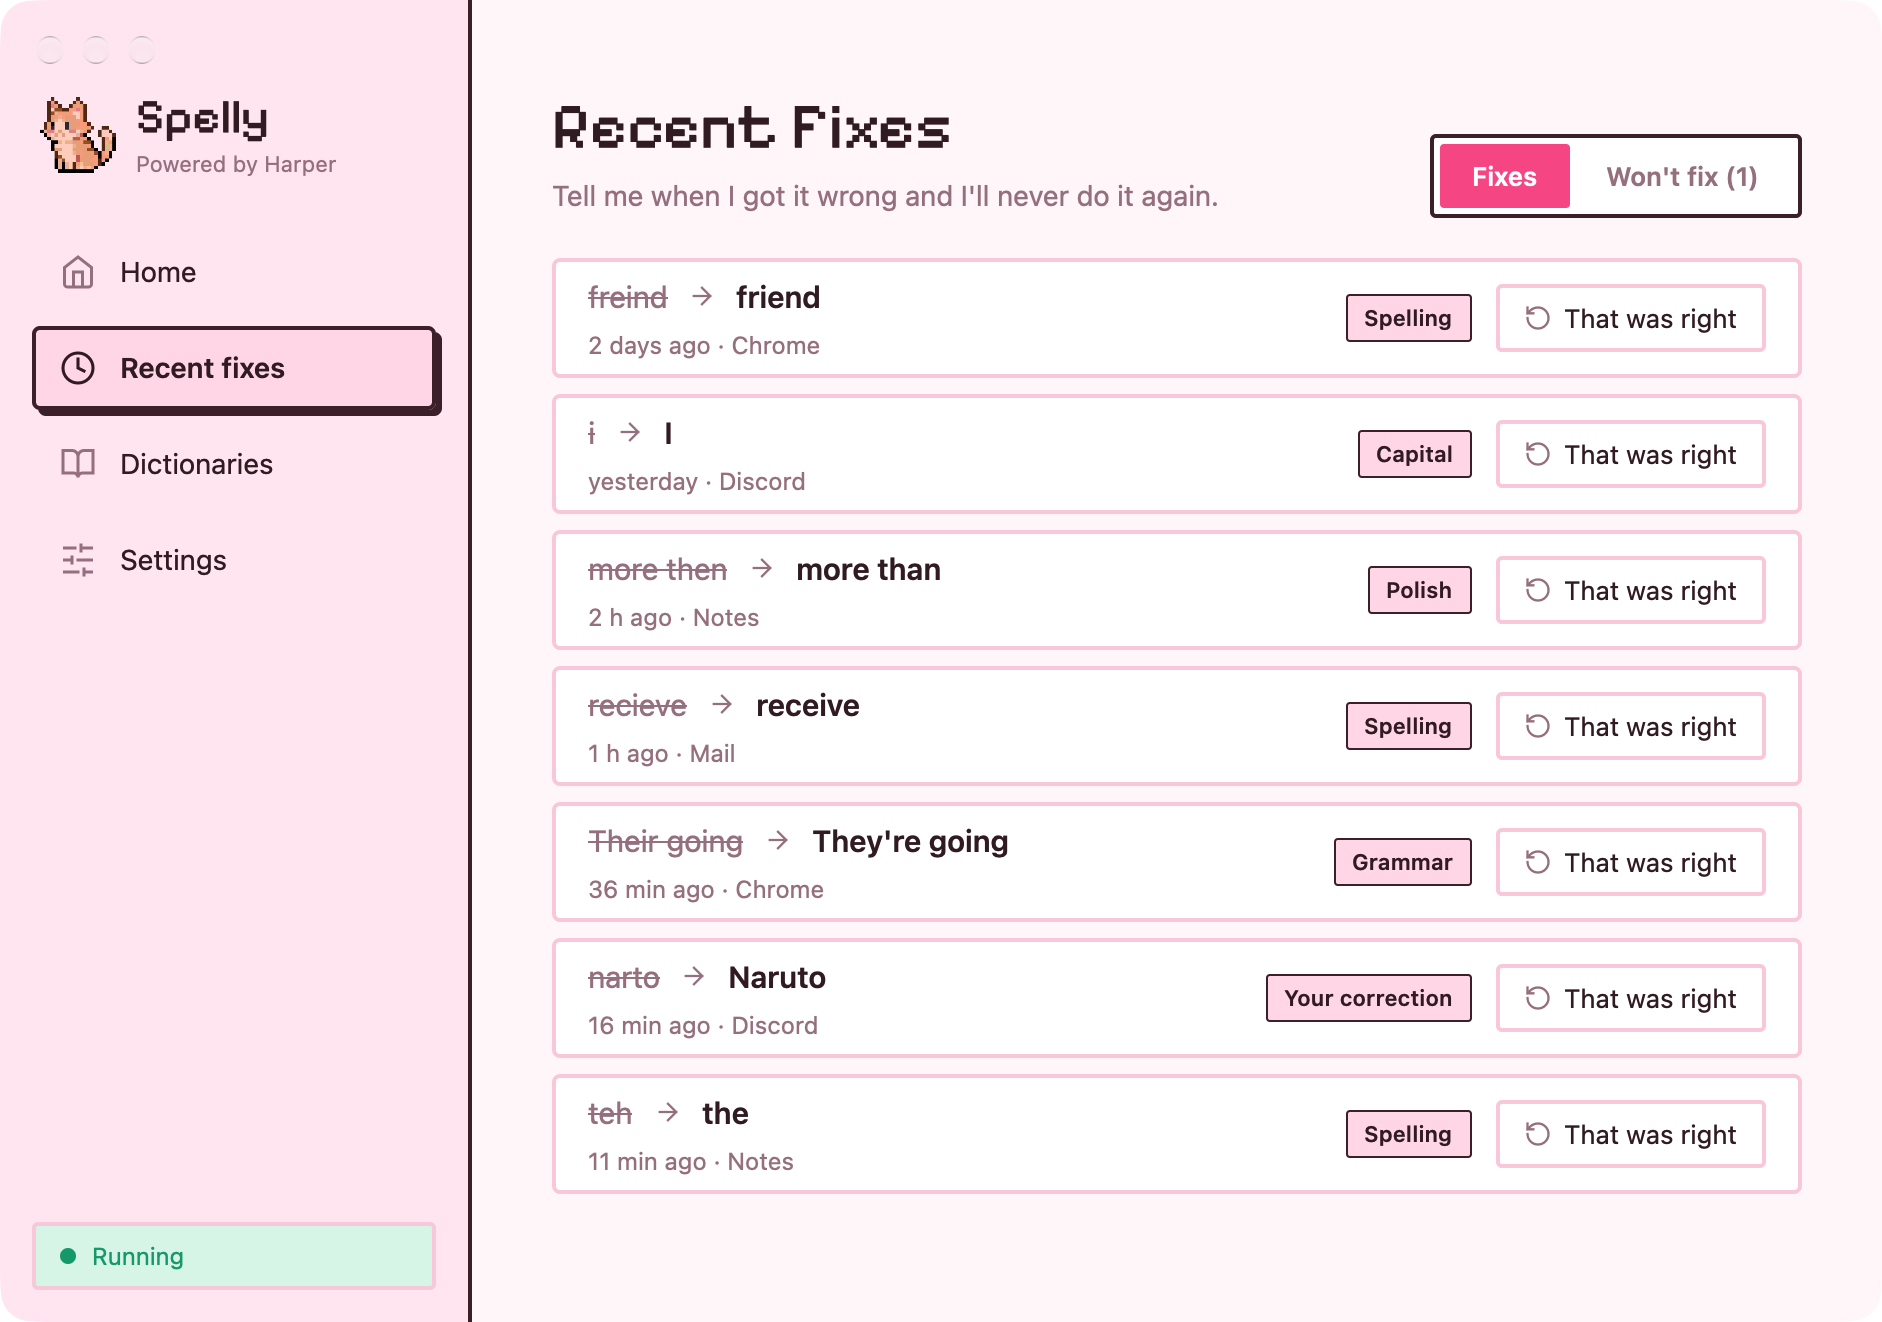 Spelly
Powered by Harper
Home
Recent fixes
Dictionaries
Settings
Running
Recent Fixes
Tell me when I got it wrong and I'll never do it again.
Fixes
Won't fix (1)
freind → friend
2 days ago · Chrome
Spelling
That was right
i → I
yesterday · Discord
Capital
That was right
more then → more than
2 h ago · Notes
Polish
That was right
recieve → receive
1 h ago · Mail
Spelling
That was right
Their going → They're going
36 min ago · Chrome
Grammar
That was right
narto → Naruto
16 min ago · Discord
Your correction
That was right
teh → the
11 min ago · Notes
Spelling
That was right